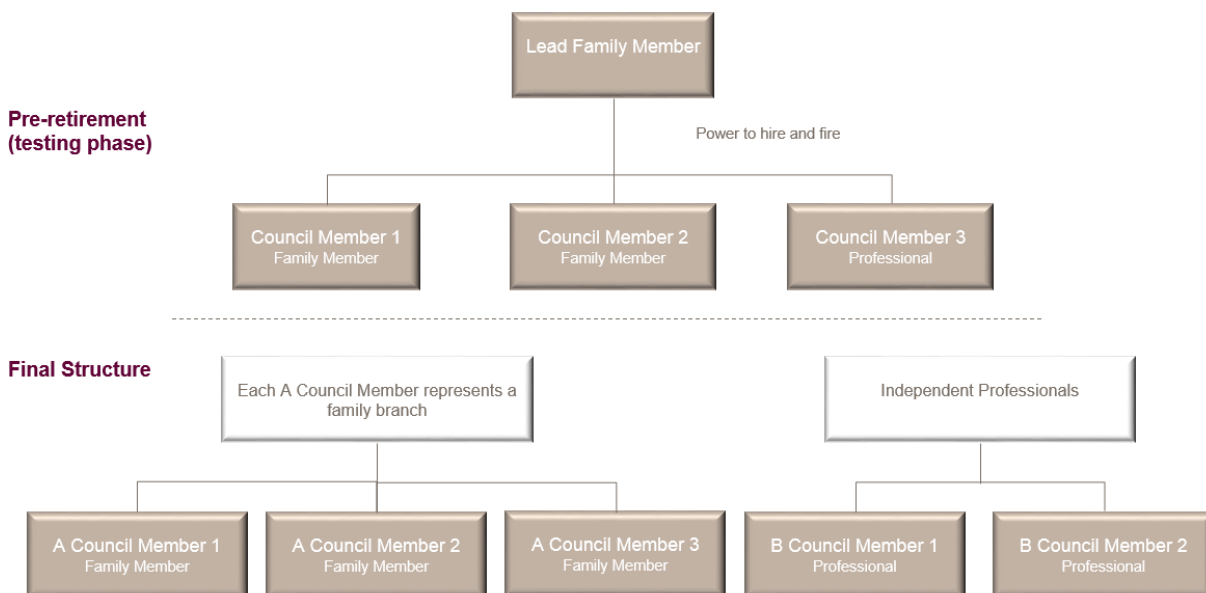 Lead Family Member
Pre-retirement
(testing phase)
Power to hire and fire
Council Member 1
Family Member
Council Member 2
Family Member
Council Member 3
Professional
Final Structure
Each A Council Member represents a
family branch
Independent Professionals
A Council Member 1
Family Member
A Council Member 2
Family Member
A Council Member 3
Family Member
B Council Member 1
Professional
B Council Member 2
Professional